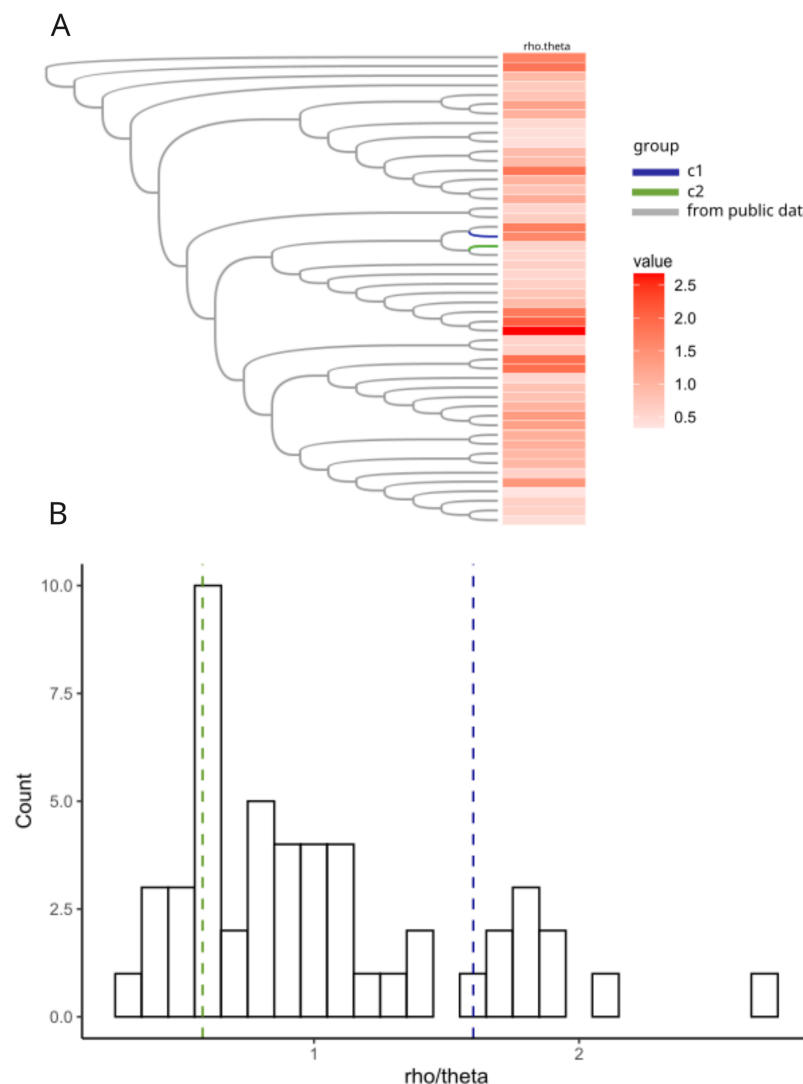 A
rho.theta
group
c1
c2
from public dat
value
2.5
2.0
1.5
1.0
0.5
B
10.0
7.5
5.0
2.5
0.0
Count
1 2
rho/theta